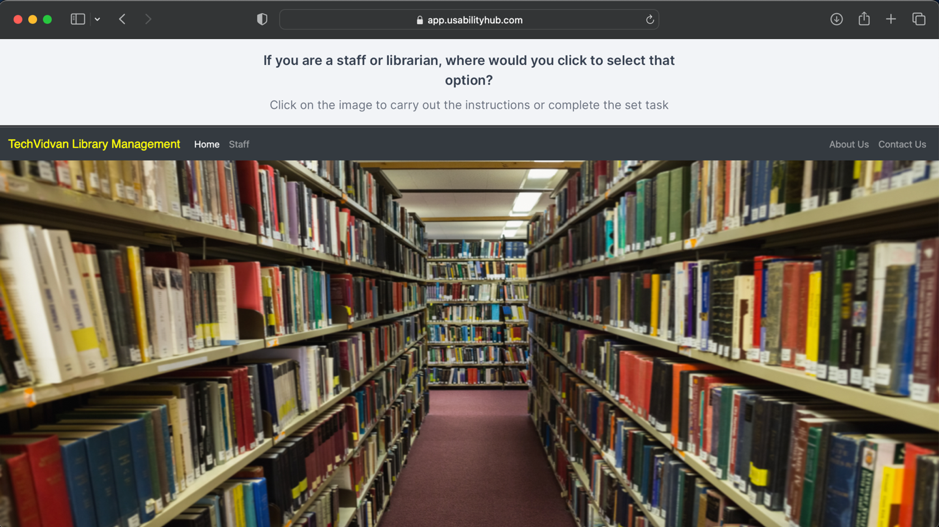 app.usabilityhub.com
If you are a staff or librarian, where would you click to select that
option?
Click on the image to carry out the instructions or complete the set task
TechVidvan Library Management Home Staff About Us Contact Us